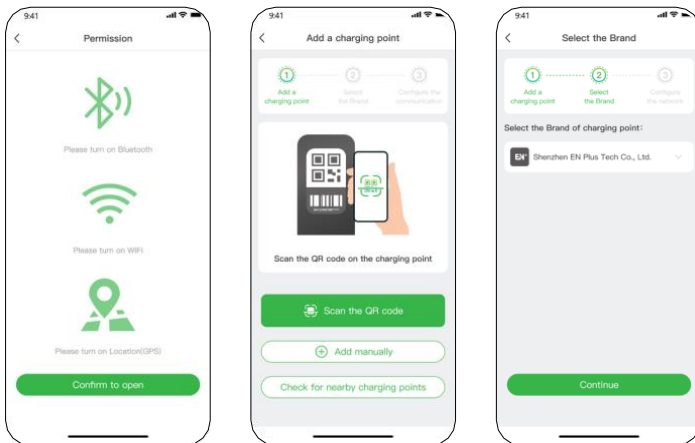 9:41
Permission
Please turn on Bluetooth
Please turn on WiFi
Please turn on Location(GPS)
Confirm to open
9:41
Add a charging point
1
2
3
Add a
charging point
Select
the Brand
Configure the
communication
Scan the QR code on the charging point
Scan the QR code
Add manually
Check for nearby charging points
9:41
Select the Brand
1
2
3
Add a
charging point
Select
the Brand
Configure
the network
Select the Brand of charging point:
EN+
Shenzhen EN Plus Tech Co., Ltd.
Continue